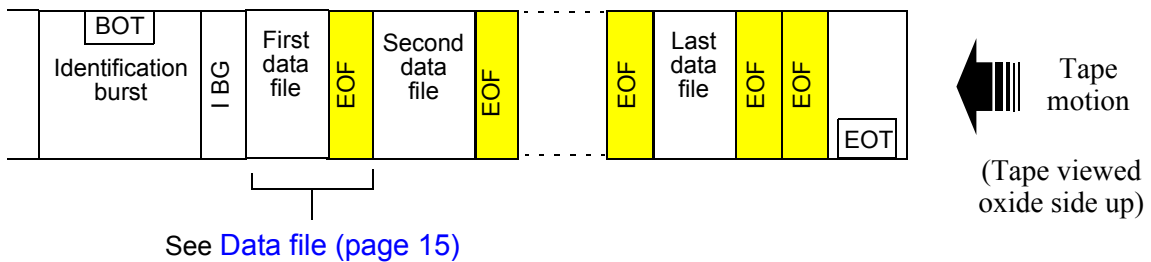 BOT
Identification
burst
I BG
First
data
file
EOF
Second
data
file
EOF
EOF
Last
data
file
EOF
EOF
EOT
Tape
motion
(Tape viewed
oxide side up)
See Data file (page 15)